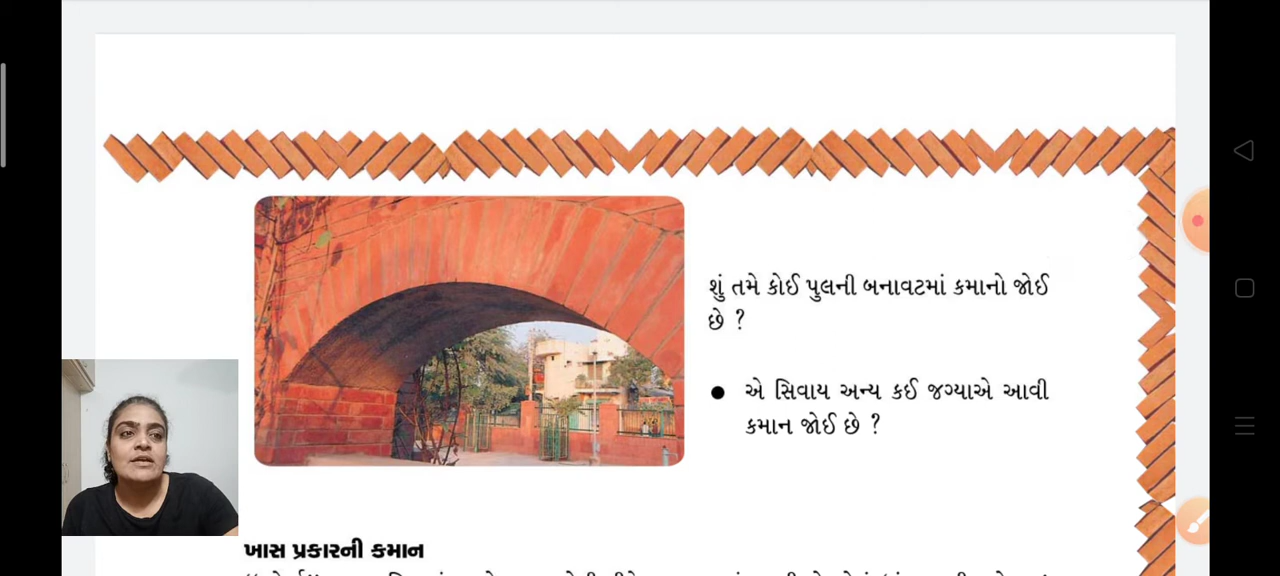 શું તમે કોઈ પુલની બનાવટમાં કમાનો જોઈ
છે ?
● એ સિવાય અન્ય કઈ જગ્યાએ આવી
કમાન જોઈ છે ?
ખાસ પ્રકારની કમાન